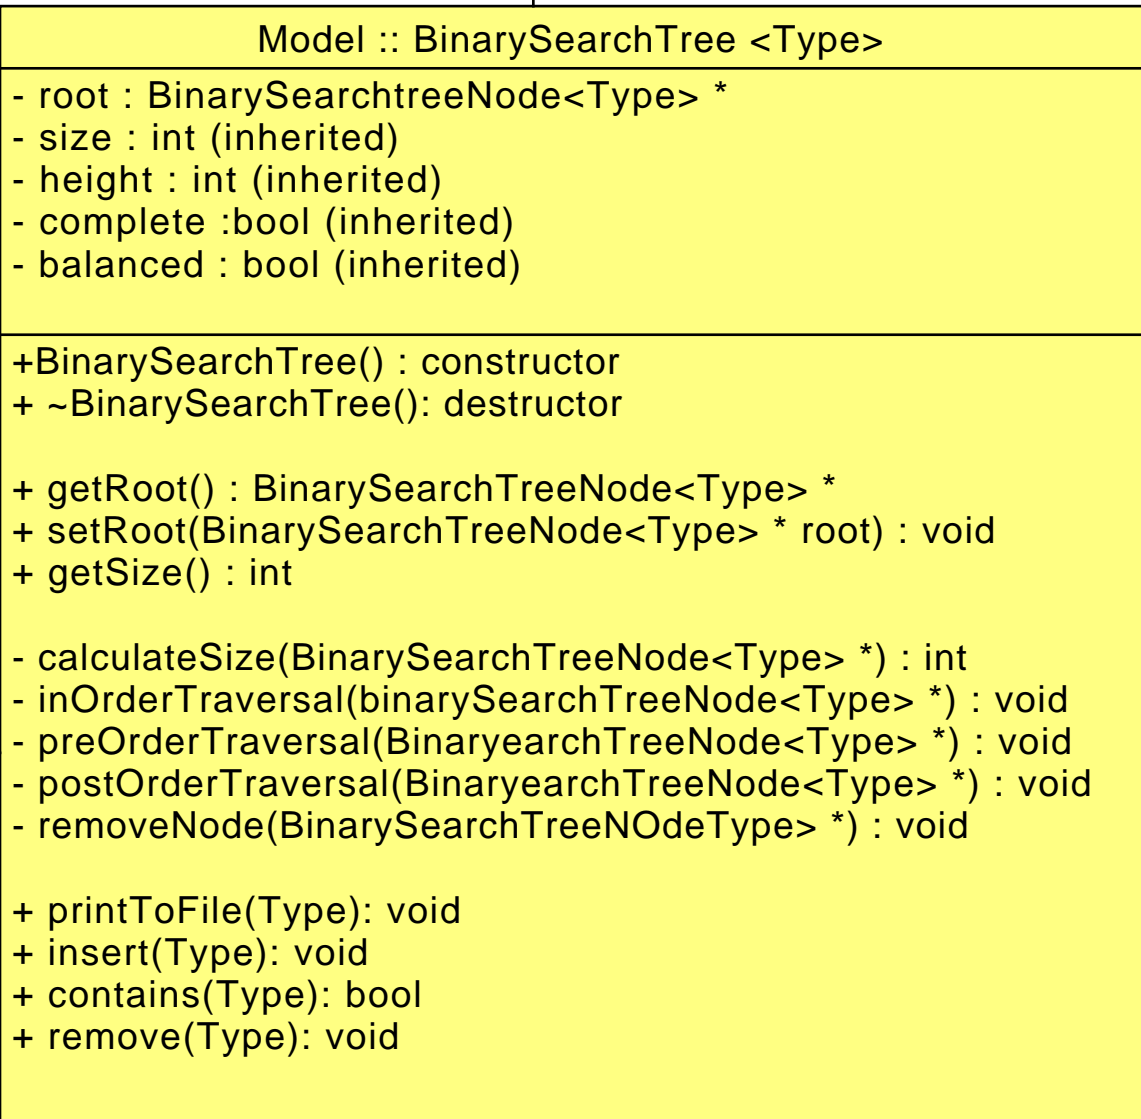 Model :: BinarySearchTree <Type>
- root : BinarySearchtreeNode<Type> *
- size : int (inherited)
- height : int (inherited)
- complete :bool (inherited)
- balanced : bool (inherited)
+BinarySearchTree() : constructor
+ ~BinarySearchTree(): destructor
+ getRoot() : BinarySearchTreeNode<Type> *
+ setRoot(BinarySearchTreeNode<Type> * root) : void
+ getSize() : int
- calculateSize(BinarySearchTreeNode<Type> *) : int
- inOrderTraversal(binarySearchTreeNode<Type> *) : void
- preOrderTraversal(BinaryearchTreeNode<Type> *) : void
- postOrderTraversal(BinaryearchTreeNode<Type> *) : void
- removeNode(BinarySearchTreeNOdeType> *) : void
+ printToFile(Type): void
+ insert(Type): void
+ contains(Type): bool
+ remove(Type): void